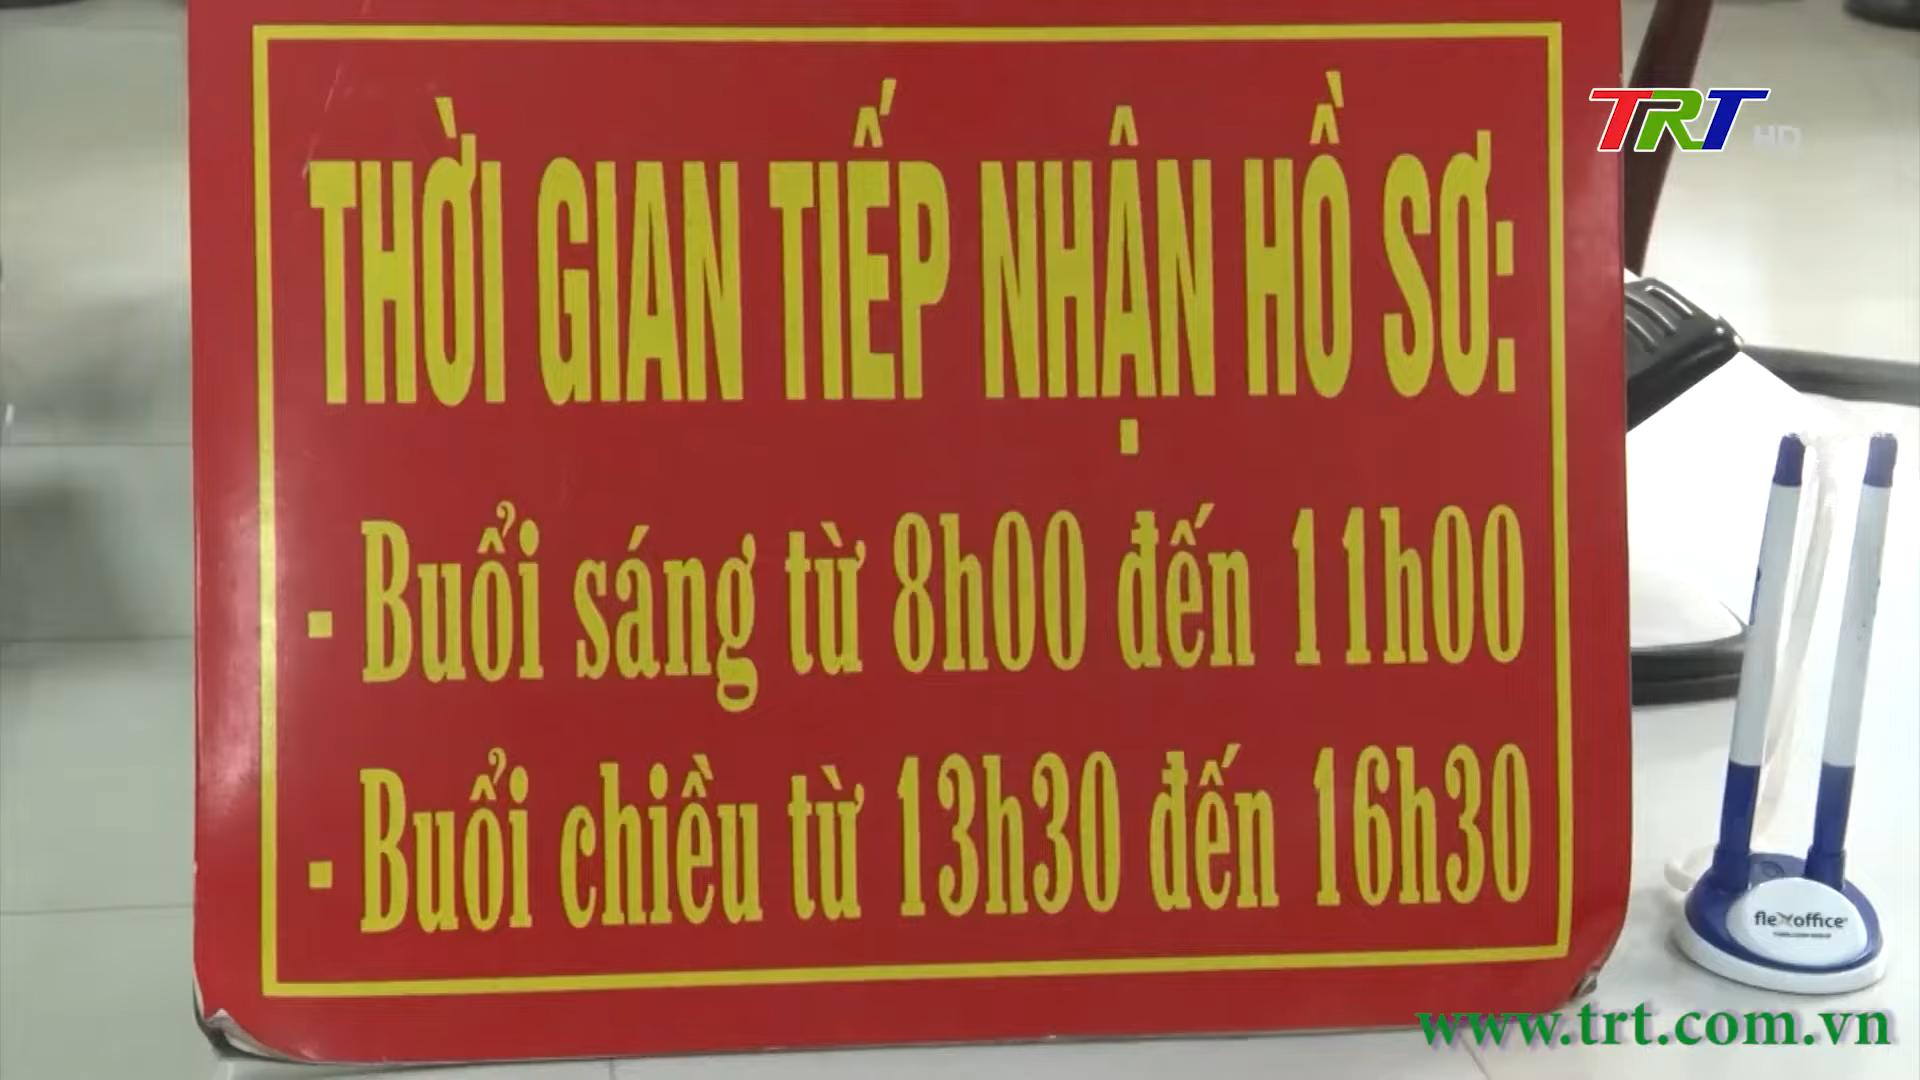 TRT HD
THỜI GIAN TIẾP NHẬN HỒ SƠ:
- Buổi sáng từ 8h00 đến 11h00
- Buổi chiều từ 13h30 đến 16h30
flexoffice
www.trt.com.vn